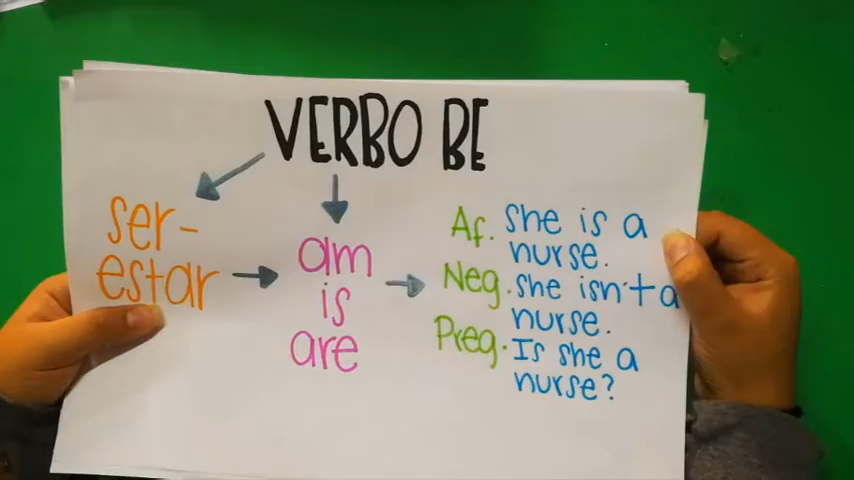 VERBO BE
ser-
estar
am
is
are
Af. she is a
nurse.
Neg. she isn't a
nurse.
Preg. Is she a
nurse?